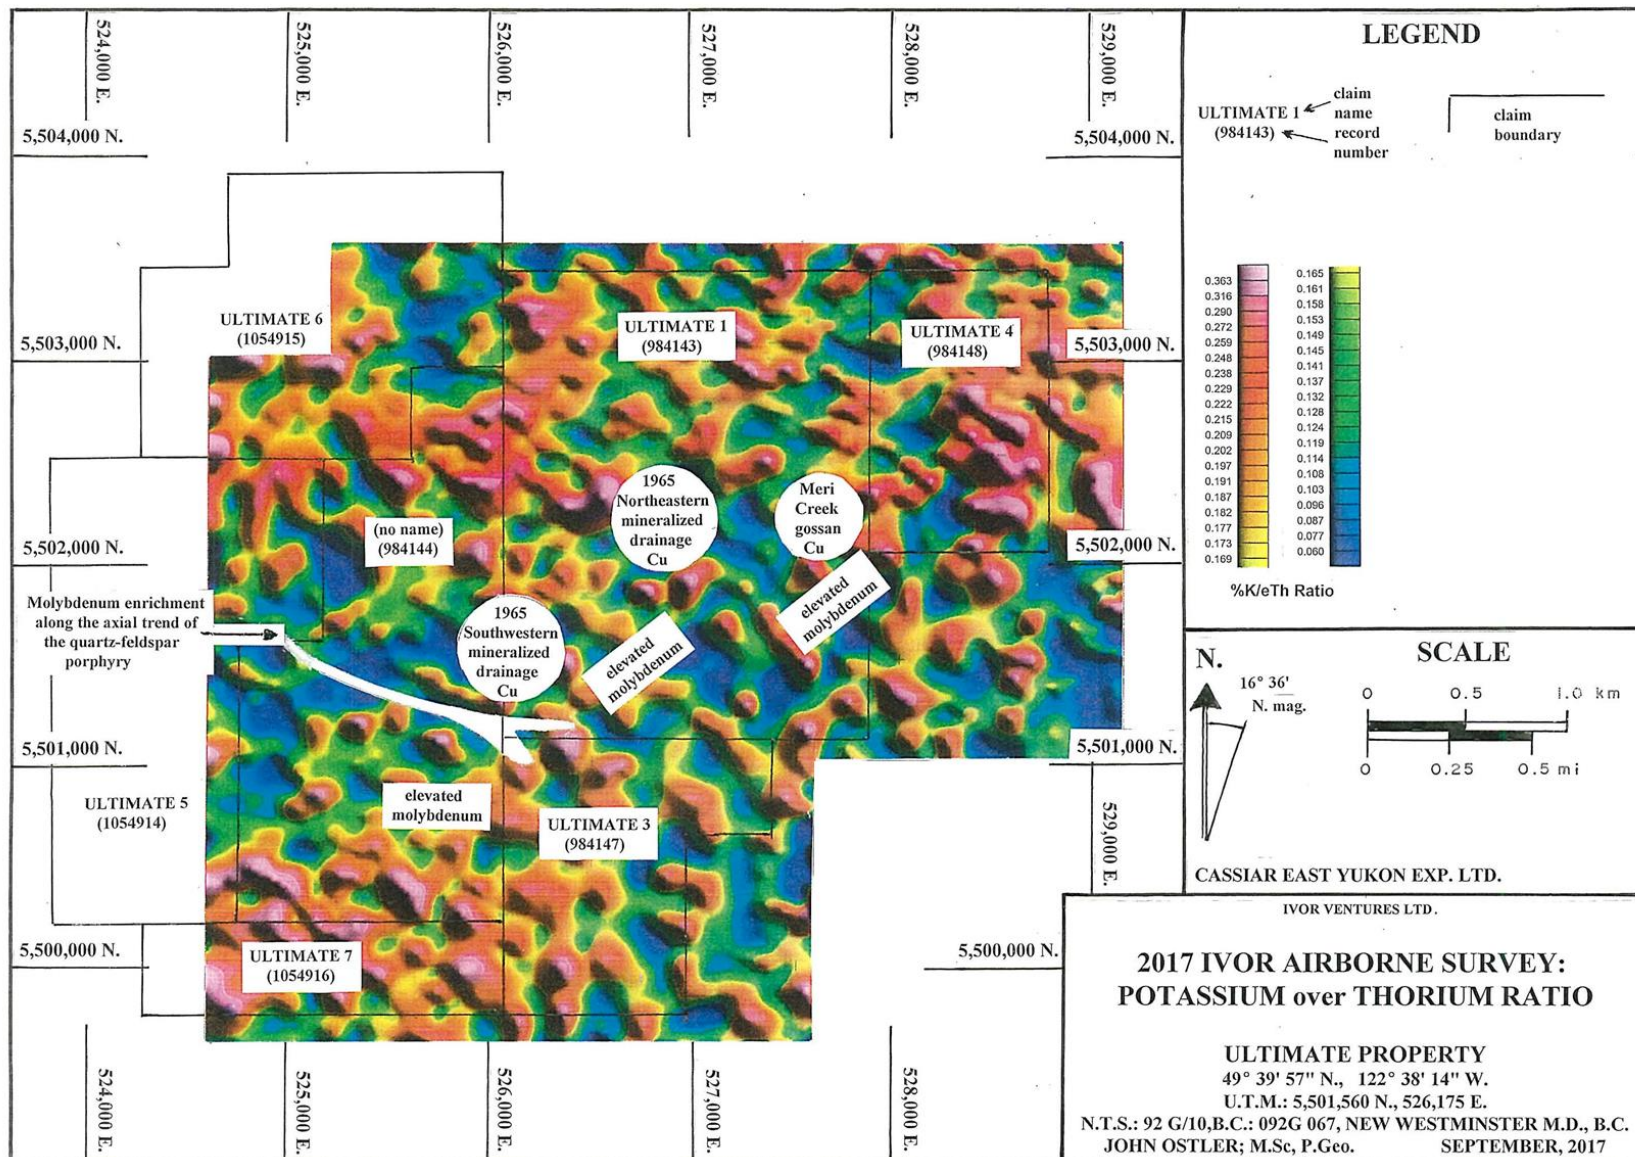 524,000 E.
525,000 E.
526,000 E.
527,000 E.
528,000 E.
529,000 E.
5,504,000 N.
5,504,000 N.
ULTIMATE 6
(1054915)
ULTIMATE 1
(984143)
ULTIMATE 4
(984148)
5,503,000 N.
5,503,000 N.
1965
Northeastern
mineralized
drainage
Cu
Meri
Creek
gossan
Cu
(no name)
(984144)
5,502,000 N.
5,502,000 N.
Molybdenum enrichment
along the axial trend of
the quartz-feldspar
porphyry
1965
Southwestern
mineralized
drainage
Cu
elevated
molybdenum
elevated
molybdenum
5,501,000 N.
5,501,000 N.
ULTIMATE 5
(1054914)
elevated
molybdenum
ULTIMATE 3
(984147)
529,000 E.
ULTIMATE 7
(1054916)
5,500,000 N.
5,500,000 N.
524,000 E.
525,000 E.
526,000 E.
527,000 E.
528,000 E.
LEGEND
ULTIMATE 1
(984143)
claim
name
record
number
claim
boundary
0.363
0.316
0.290
0.272
0.259
0.248
0.238
0.229
0.222
0.215
0.209
0.202
0.197
0.191
0.187
0.182
0.177
0.173
0.169
0.165
0.161
0.158
0.153
0.149
0.145
0.141
0.137
0.132
0.128
0.124
0.119
0.114
0.108
0.103
0.096
0.087
0.077
0.060
%K/eTh Ratio
N.
16° 36'
N. mag.
SCALE
0 0.5 1.0 km
0 0.25 0.5 mi
CASSIAR EAST YUKON EXP. LTD.
IVOR VENTURES LTD.
2017 IVOR AIRBORNE SURVEY:
POTASSIUM over THORIUM RATIO
ULTIMATE PROPERTY
49° 39' 57" N., 122° 38' 14" W.
U.T.M.: 5,501,560 N., 526,175 E.
N.T.S.: 92 G/10,B.C.: 092G 067, NEW WESTMINSTER M.D., B.C.
JOHN OSTLER; M.Sc, P.Geo. SEPTEMBER, 2017